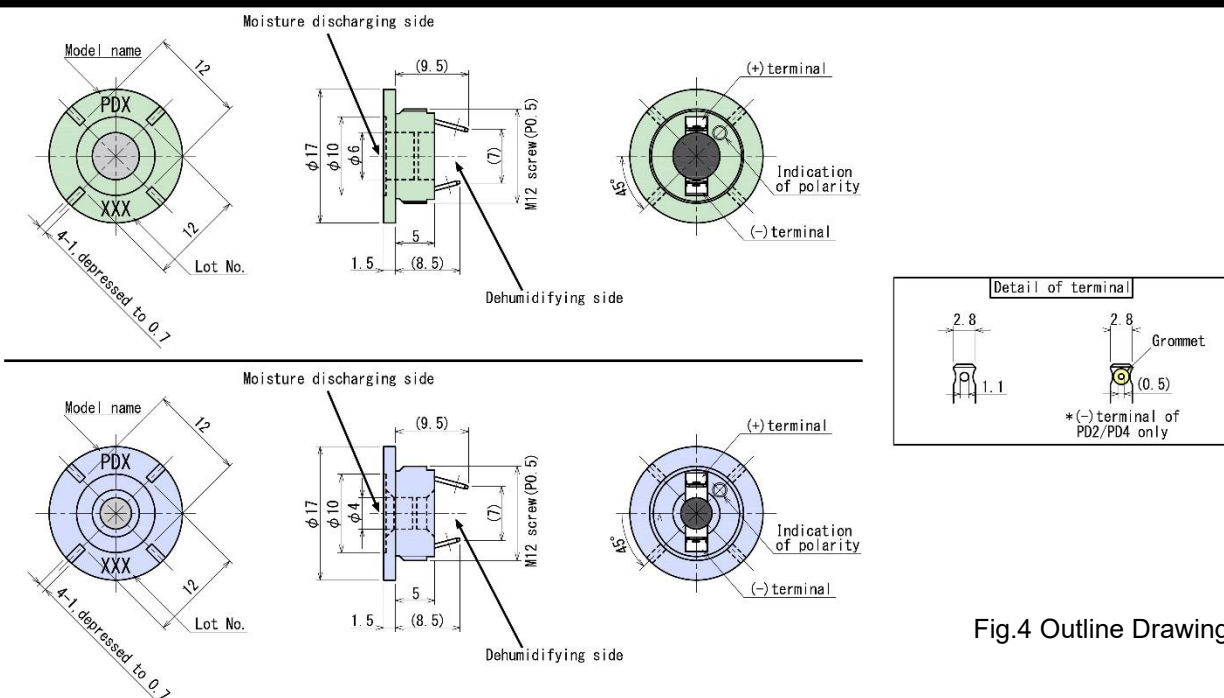 Moisture discharging side
Model name
12
PDX
XXX
12
Lot No.
4-1, depressed to 0.7
(9.5)
φ17
φ10
φ6
(7)
M12 screw(P0.5)
5
1.5
(8.5)
Dehumidifying side
(+)terminal
Indication
of polarity
45°
(-)terminal
Detail of terminal
2.8
1.1
2.8
Grommet
(0.5)
*(-)terminal of
PD2/PD4 only
Moisture discharging side
Model name
12
PDX
XXX
12
Lot No.
4-1, depressed to 0.7
(9.5)
φ17
φ10
φ4
(7)
M12 screw(P0.5)
5
1.5
(8.5)
Dehumidifying side
(+)terminal
Indication
of polarity
45°
(-)terminal
Fig.4 Outline Drawing